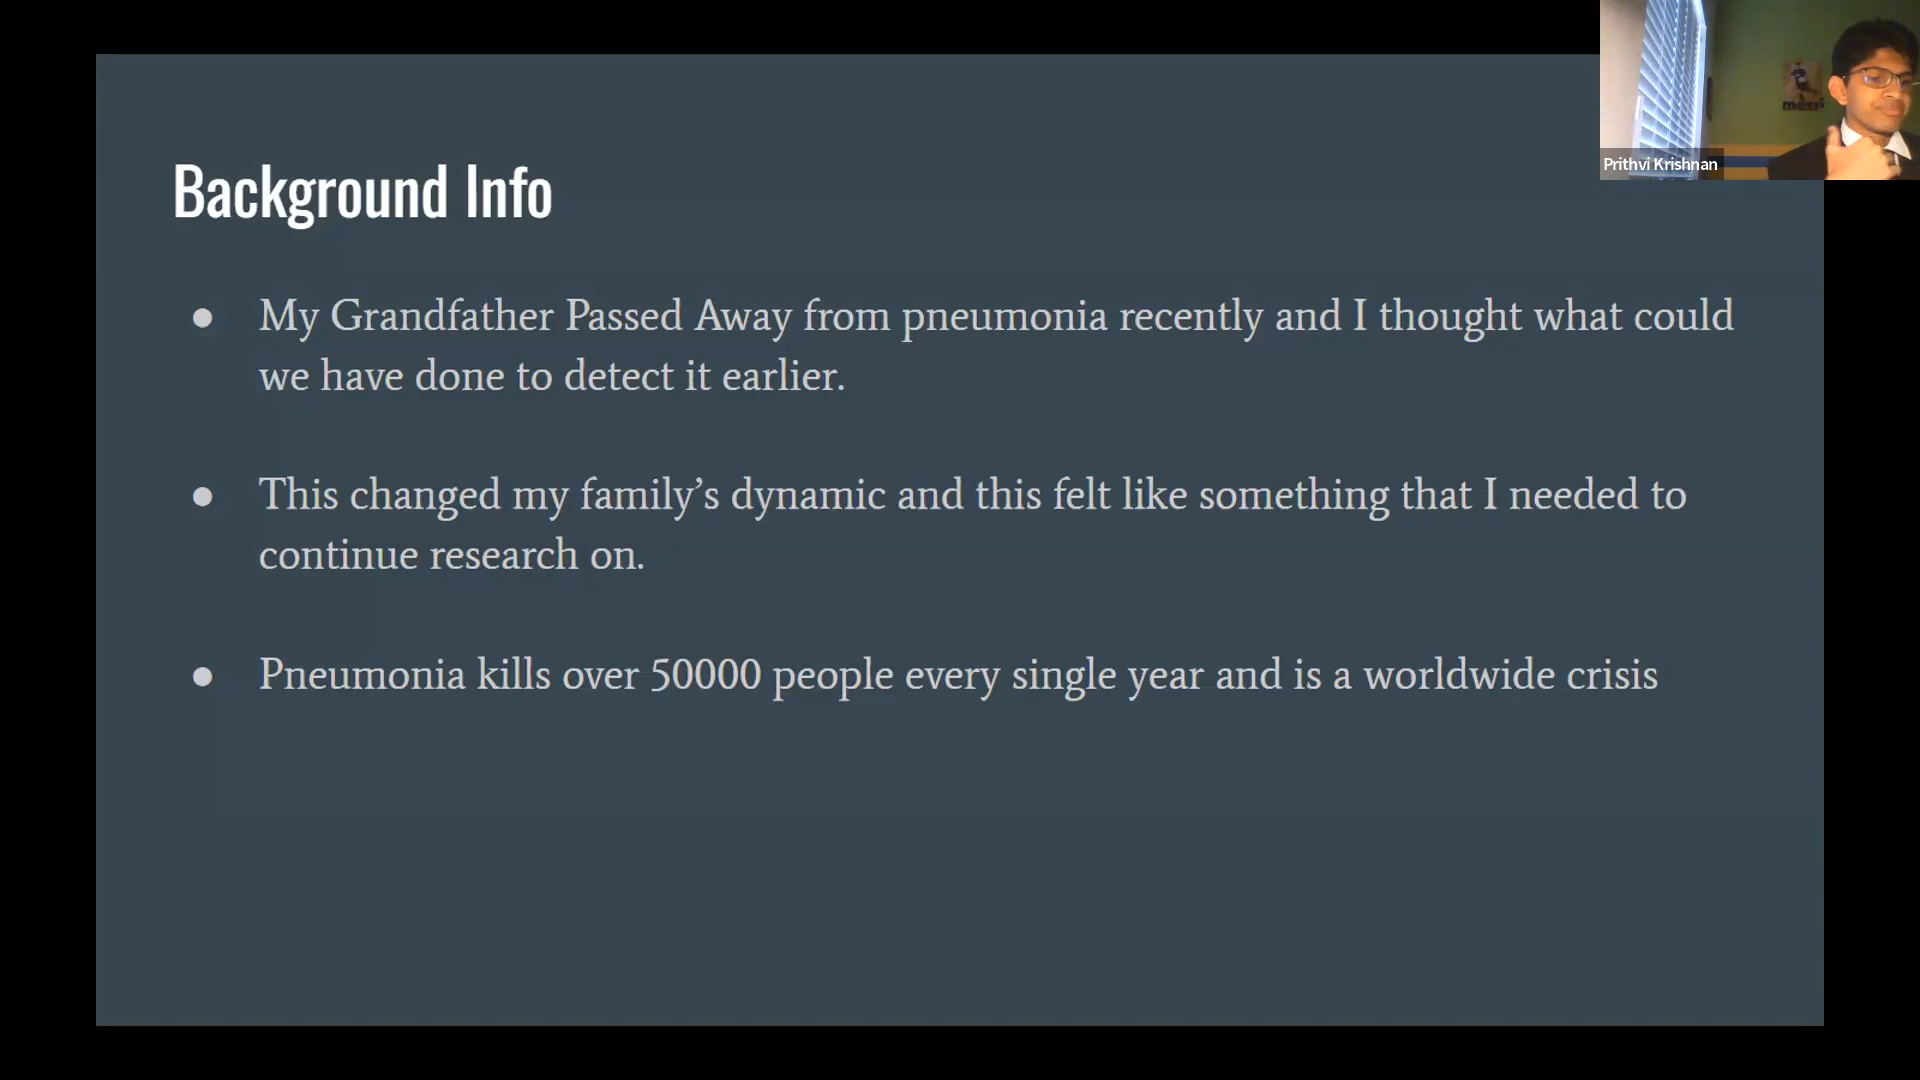 Background Info
● My Grandfather Passed Away from pneumonia recently and I thought what could
we have done to detect it earlier.
● This changed my family’s dynamic and this felt like something that I needed to
continue research on.
● Pneumonia kills over 50000 people every single year and is a worldwide crisis
Prithvi Krishnan
messi